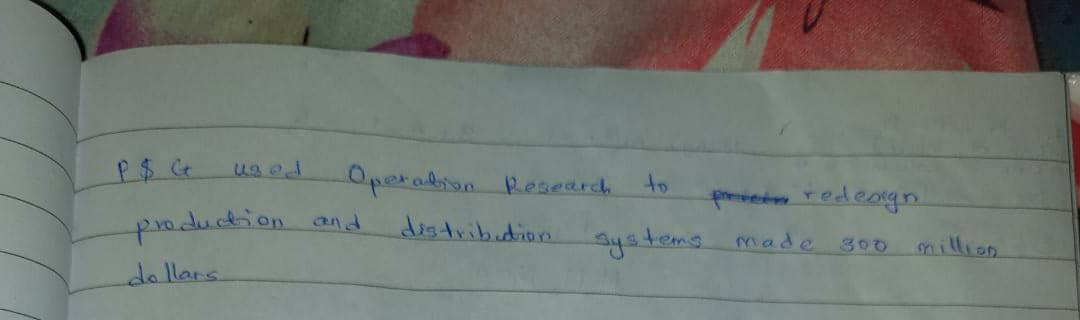 P$G used Operation Research to redesign
production and distribution systems made 300 million
dollars